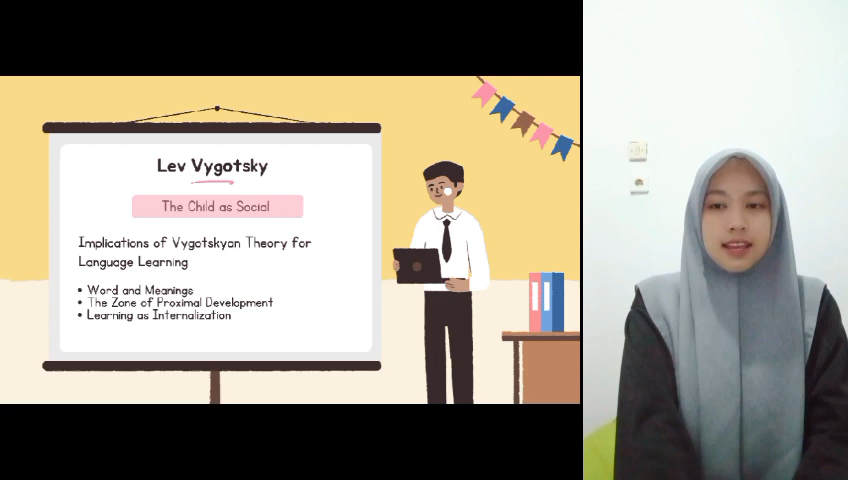 Lev Vygotsky
The Child as Social
Implications of Vygotskyan Theory for
Language Learning
• Word and Meanings
• The Zone of Proximal Development
• Learning as Internalization